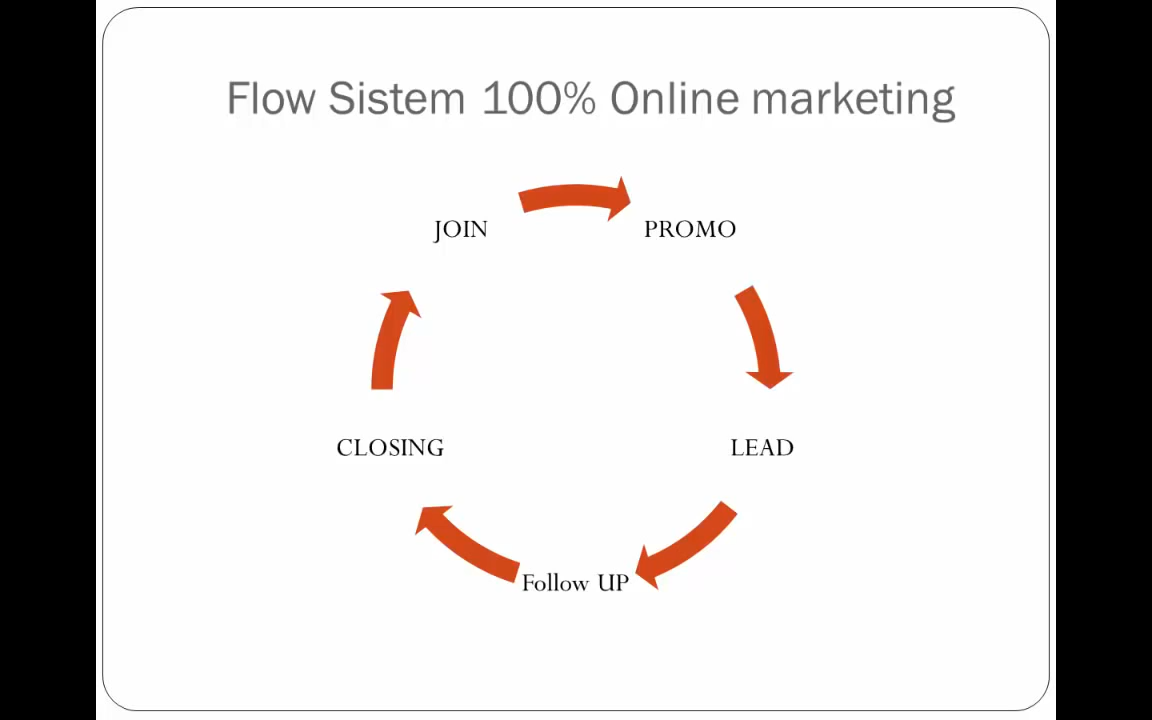 Flow Sistem 100% Online marketing
JOIN
PROMO
LEAD
Follow UP
CLOSING